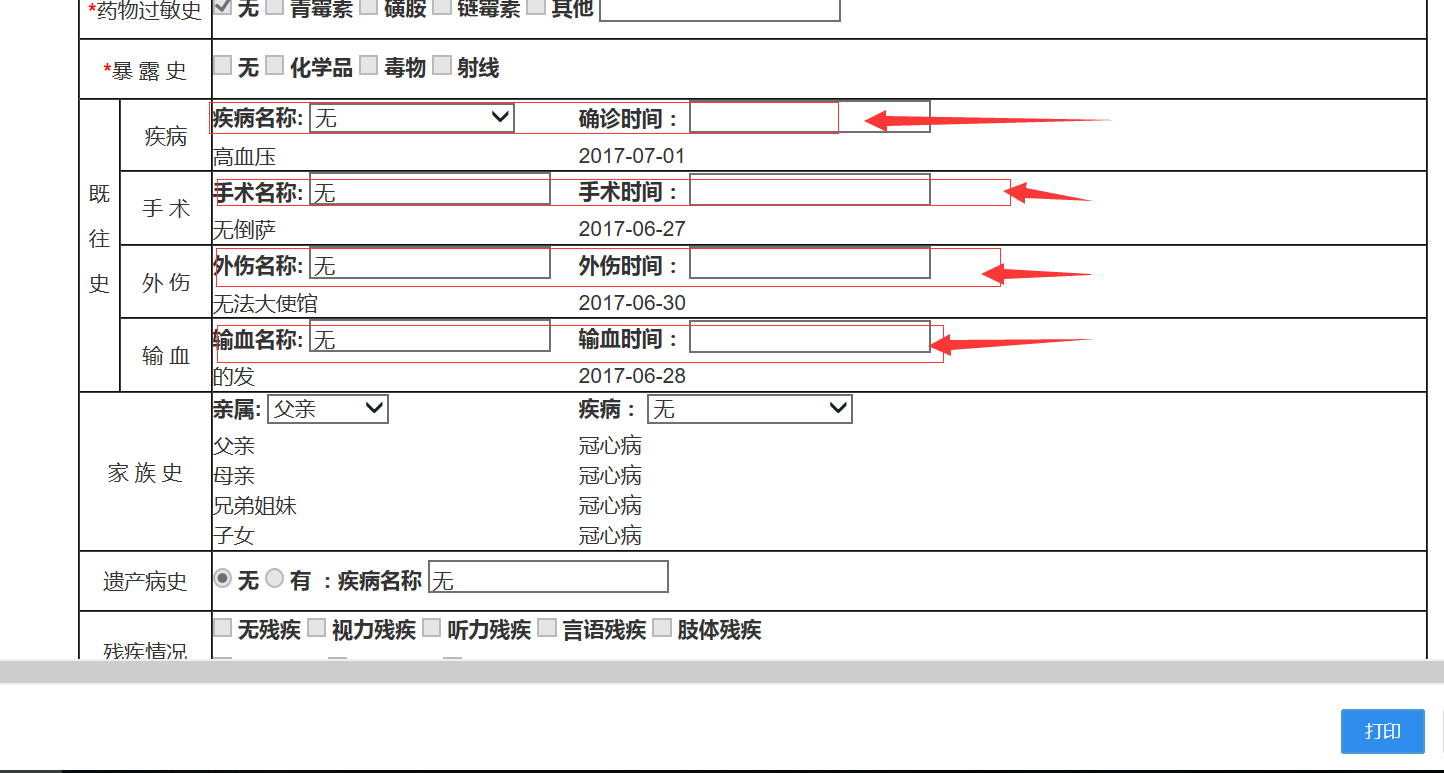 *药物过敏史 无 青霉素 磺胺 链霉素 其他
*暴 露 史 无 化学品 毒物 射线
既往史
疾病 疾病名称: 无 确诊时间：
高血压 2017-07-01
手 术 手术名称: 无 手术时间：
无倒萨 2017-06-27
外 伤 外伤名称: 无 外伤时间：
无法大使馆 2017-06-30
输 血 输血名称: 无 输血时间：
的发 2017-06-28
家 族 史 亲属: 父亲 疾病： 无
父亲 冠心病
母亲 冠心病
兄弟姐妹 冠心病
子女 冠心病
遗产病史 无 有 ：疾病名称 无
残疾情况 无残疾 视力残疾 听力残疾 言语残疾 肢体残疾
打印